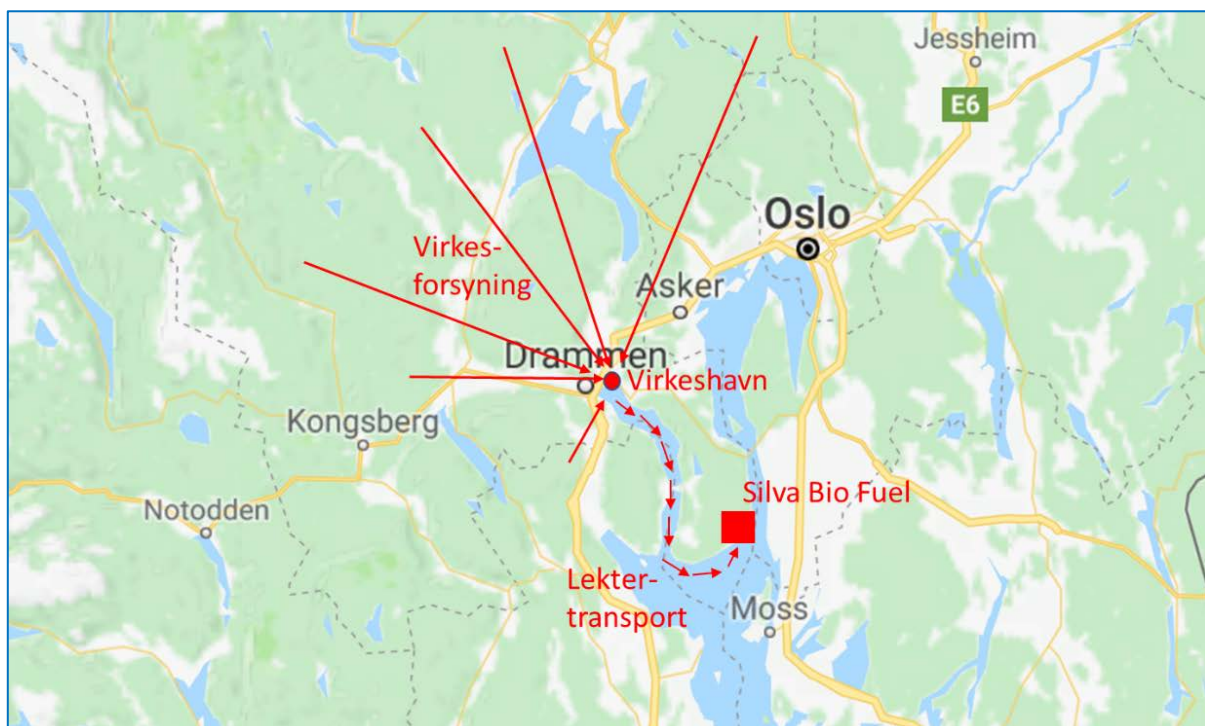 Jessheim
E6
Oslo
Virkes-
forsyning
Asker
Drammen
Virkeshavn
Kongsberg
Silva Bio Fuel
Notodden
Lekter-
transport
Moss